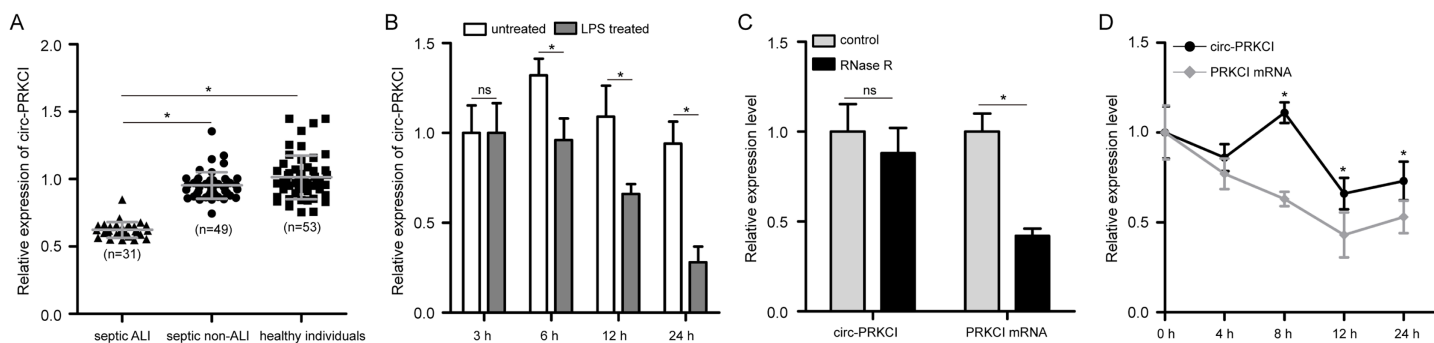 A
Relative expression of circ-PRKCI
2.0
1.5
1.0
0.5
0.0
*
*
(n=31)
(n=49)
(n=53)
septic ALI
septic non-ALI
healthy individuals
B
untreated
LPS treated
Relative expression of circ-PRKCI
1.5
1.0
0.5
0.0
ns
*
*
*
3 h
6 h
12 h
24 h
C
control
RNase R
Relative expression level
1.5
1.0
0.5
0.0
ns
*
circ-PRKCI
PRKCI mRNA
D
circ-PRKCI
PRKCI mRNA
Relative expression level
1.5
1.0
0.5
0.0
*
*
*
0 h
4 h
8 h
12 h
24 h